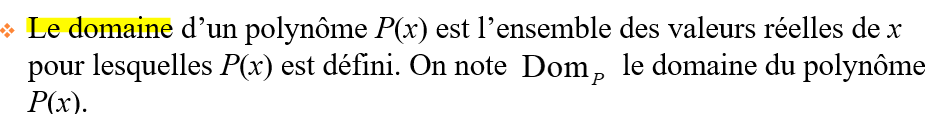 Le domaine d’un polynôme P(x) est l’ensemble des valeurs réelles de x
pour lesquelles P(x) est défini. On note Dom_P le domaine du polynôme
P(x).